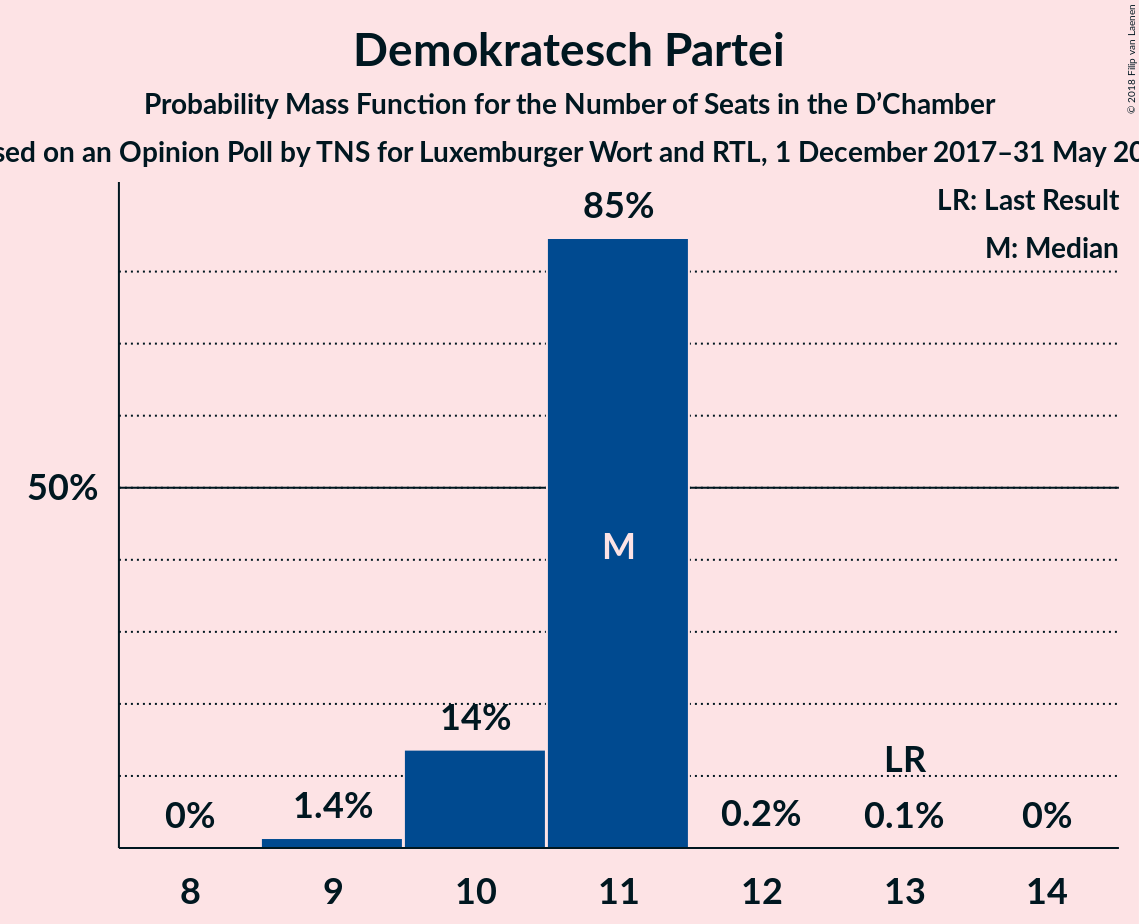 Demokratesch Partei
Probability Mass Function for the Number of Seats in the D’Chamber
on an Opinion Poll by TNS for Luxemburger Wort and RTL, 1 December 2017–31 May
© 2018 Filip van Laenen
LR: Last Result
M: Median
85%
50%
M
14%
LR
0%
1.4%
0.2%
0.1%
0%
8 9 10 11 12 13 14